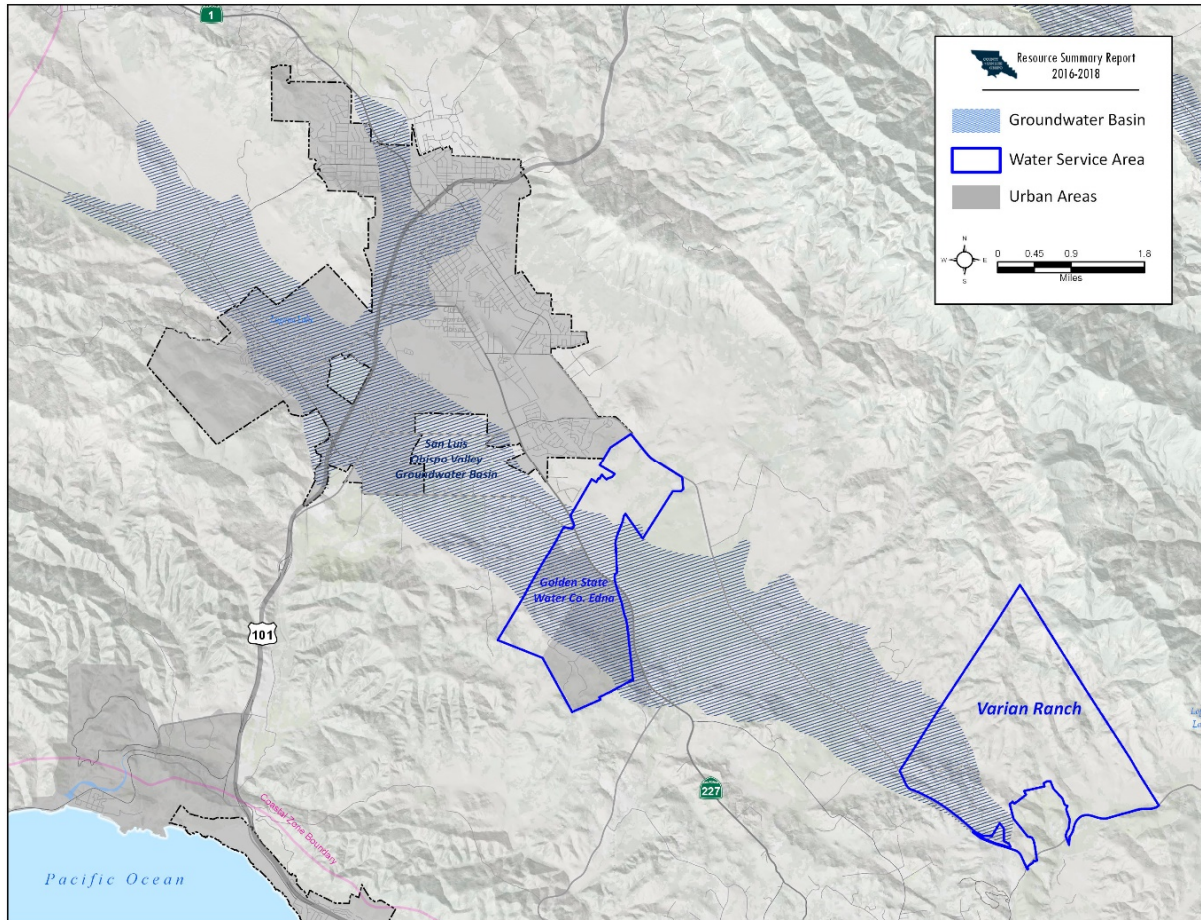 1
Resource Summary Report
2016-2018
Groundwater Basin
Water Service Area
Urban Areas
N
W
E
S
0 0.45 0.9 1.8
Miles
San Luis
Obispo Valley
Groundwater Basin
Golden State
Water Co. Edna
101
Varian Ranch
227
Coastal Zone Boundary
Pacific Ocean